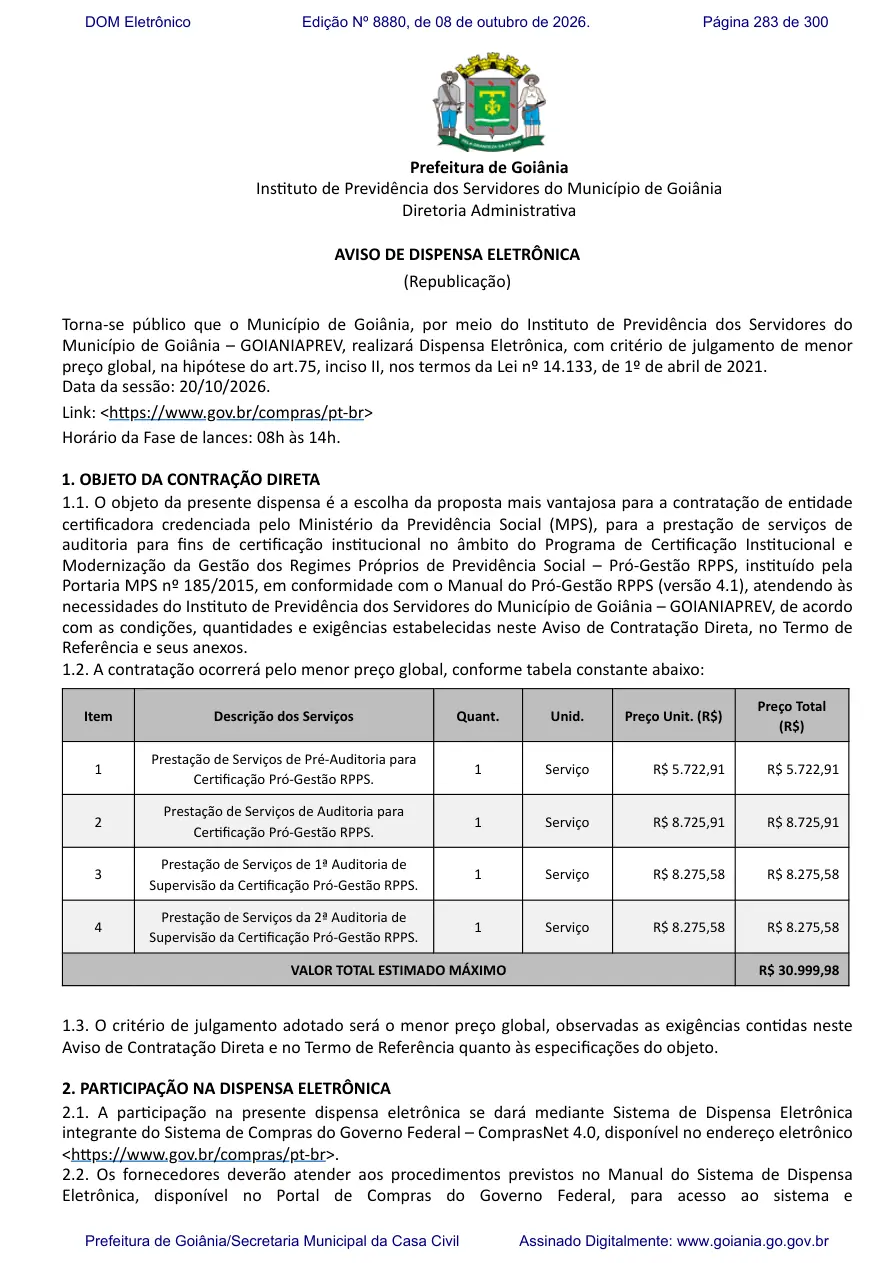 DOM Eletrônico Edição Nº 8880, de 08 de outubro de 2026. Página 283 de 300
Prefeitura de Goiânia
Instituto de Previdência dos Servidores do Município de Goiânia
Diretoria Administrativa
AVISO DE DISPENSA ELETRÔNICA
(Republicação)
Torna-se público que o Município de Goiânia, por meio do Instituto de Previdência dos Servidores do
Município de Goiânia – GOIANIAPREV, realizará Dispensa Eletrônica, com critério de julgamento de menor
preço global, na hipótese do art.75, inciso II, nos termos da Lei nº 14.133, de 1º de abril de 2021.
Data da sessão: 20/10/2026.
Link: <https://www.gov.br/compras/pt-br>
Horário da Fase de lances: 08h às 14h.
1. OBJETO DA CONTRAÇÃO DIRETA
1.1. O objeto da presente dispensa é a escolha da proposta mais vantajosa para a contratação de entidade
certificadora credenciada pelo Ministério da Previdência Social (MPS), para a prestação de serviços de
auditoria para fins de certificação institucional no âmbito do Programa de Certificação Institucional e
Modernização da Gestão dos Regimes Próprios de Previdência Social – Pró-Gestão RPPS, instituído pela
Portaria MPS nº 185/2015, em conformidade com o Manual do Pró-Gestão RPPS (versão 4.1), atendendo às
necessidades do Instituto de Previdência dos Servidores do Município de Goiânia – GOIANIAPREV, de acordo
com as condições, quantidades e exigências estabelecidas neste Aviso de Contratação Direta, no Termo de
Referência e seus anexos.
1.2. A contratação ocorrerá pelo menor preço global, conforme tabela constante abaixo:
Item Descrição dos Serviços Quant. Unid. Preço Unit. (R$) Preço Total
(R$)
1 Prestação de Serviços de Pré-Auditoria para
Certificação Pró-Gestão RPPS. 1 Serviço R$ 5.722,91 R$ 5.722,91
2 Prestação de Serviços de Auditoria para
Certificação Pró-Gestão RPPS. 1 Serviço R$ 8.725,91 R$ 8.725,91
3 Prestação de Serviços de 1ª Auditoria de
Supervisão da Certificação Pró-Gestão RPPS. 1 Serviço R$ 8.275,58 R$ 8.275,58
4 Prestação de Serviços da 2ª Auditoria de
Supervisão da Certificação Pró-Gestão RPPS. 1 Serviço R$ 8.275,58 R$ 8.275,58
VALOR TOTAL ESTIMADO MÁXIMO R$ 30.999,98
1.3. O critério de julgamento adotado será o menor preço global, observadas as exigências contidas neste
Aviso de Contratação Direta e no Termo de Referência quanto às especificações do objeto.
2. PARTICIPAÇÃO NA DISPENSA ELETRÔNICA
2.1. A participação na presente dispensa eletrônica se dará mediante Sistema de Dispensa Eletrônica
integrante do Sistema de Compras do Governo Federal – ComprasNet 4.0, disponível no endereço eletrônico
<https://www.gov.br/compras/pt-br>.
2.2. Os fornecedores deverão atender aos procedimentos previstos no Manual do Sistema de Dispensa
Eletrônica, disponível no Portal de Compras do Governo Federal, para acesso ao sistema e
Prefeitura de Goiânia/Secretaria Municipal da Casa Civil Assinado Digitalmente: www.goiania.go.gov.br